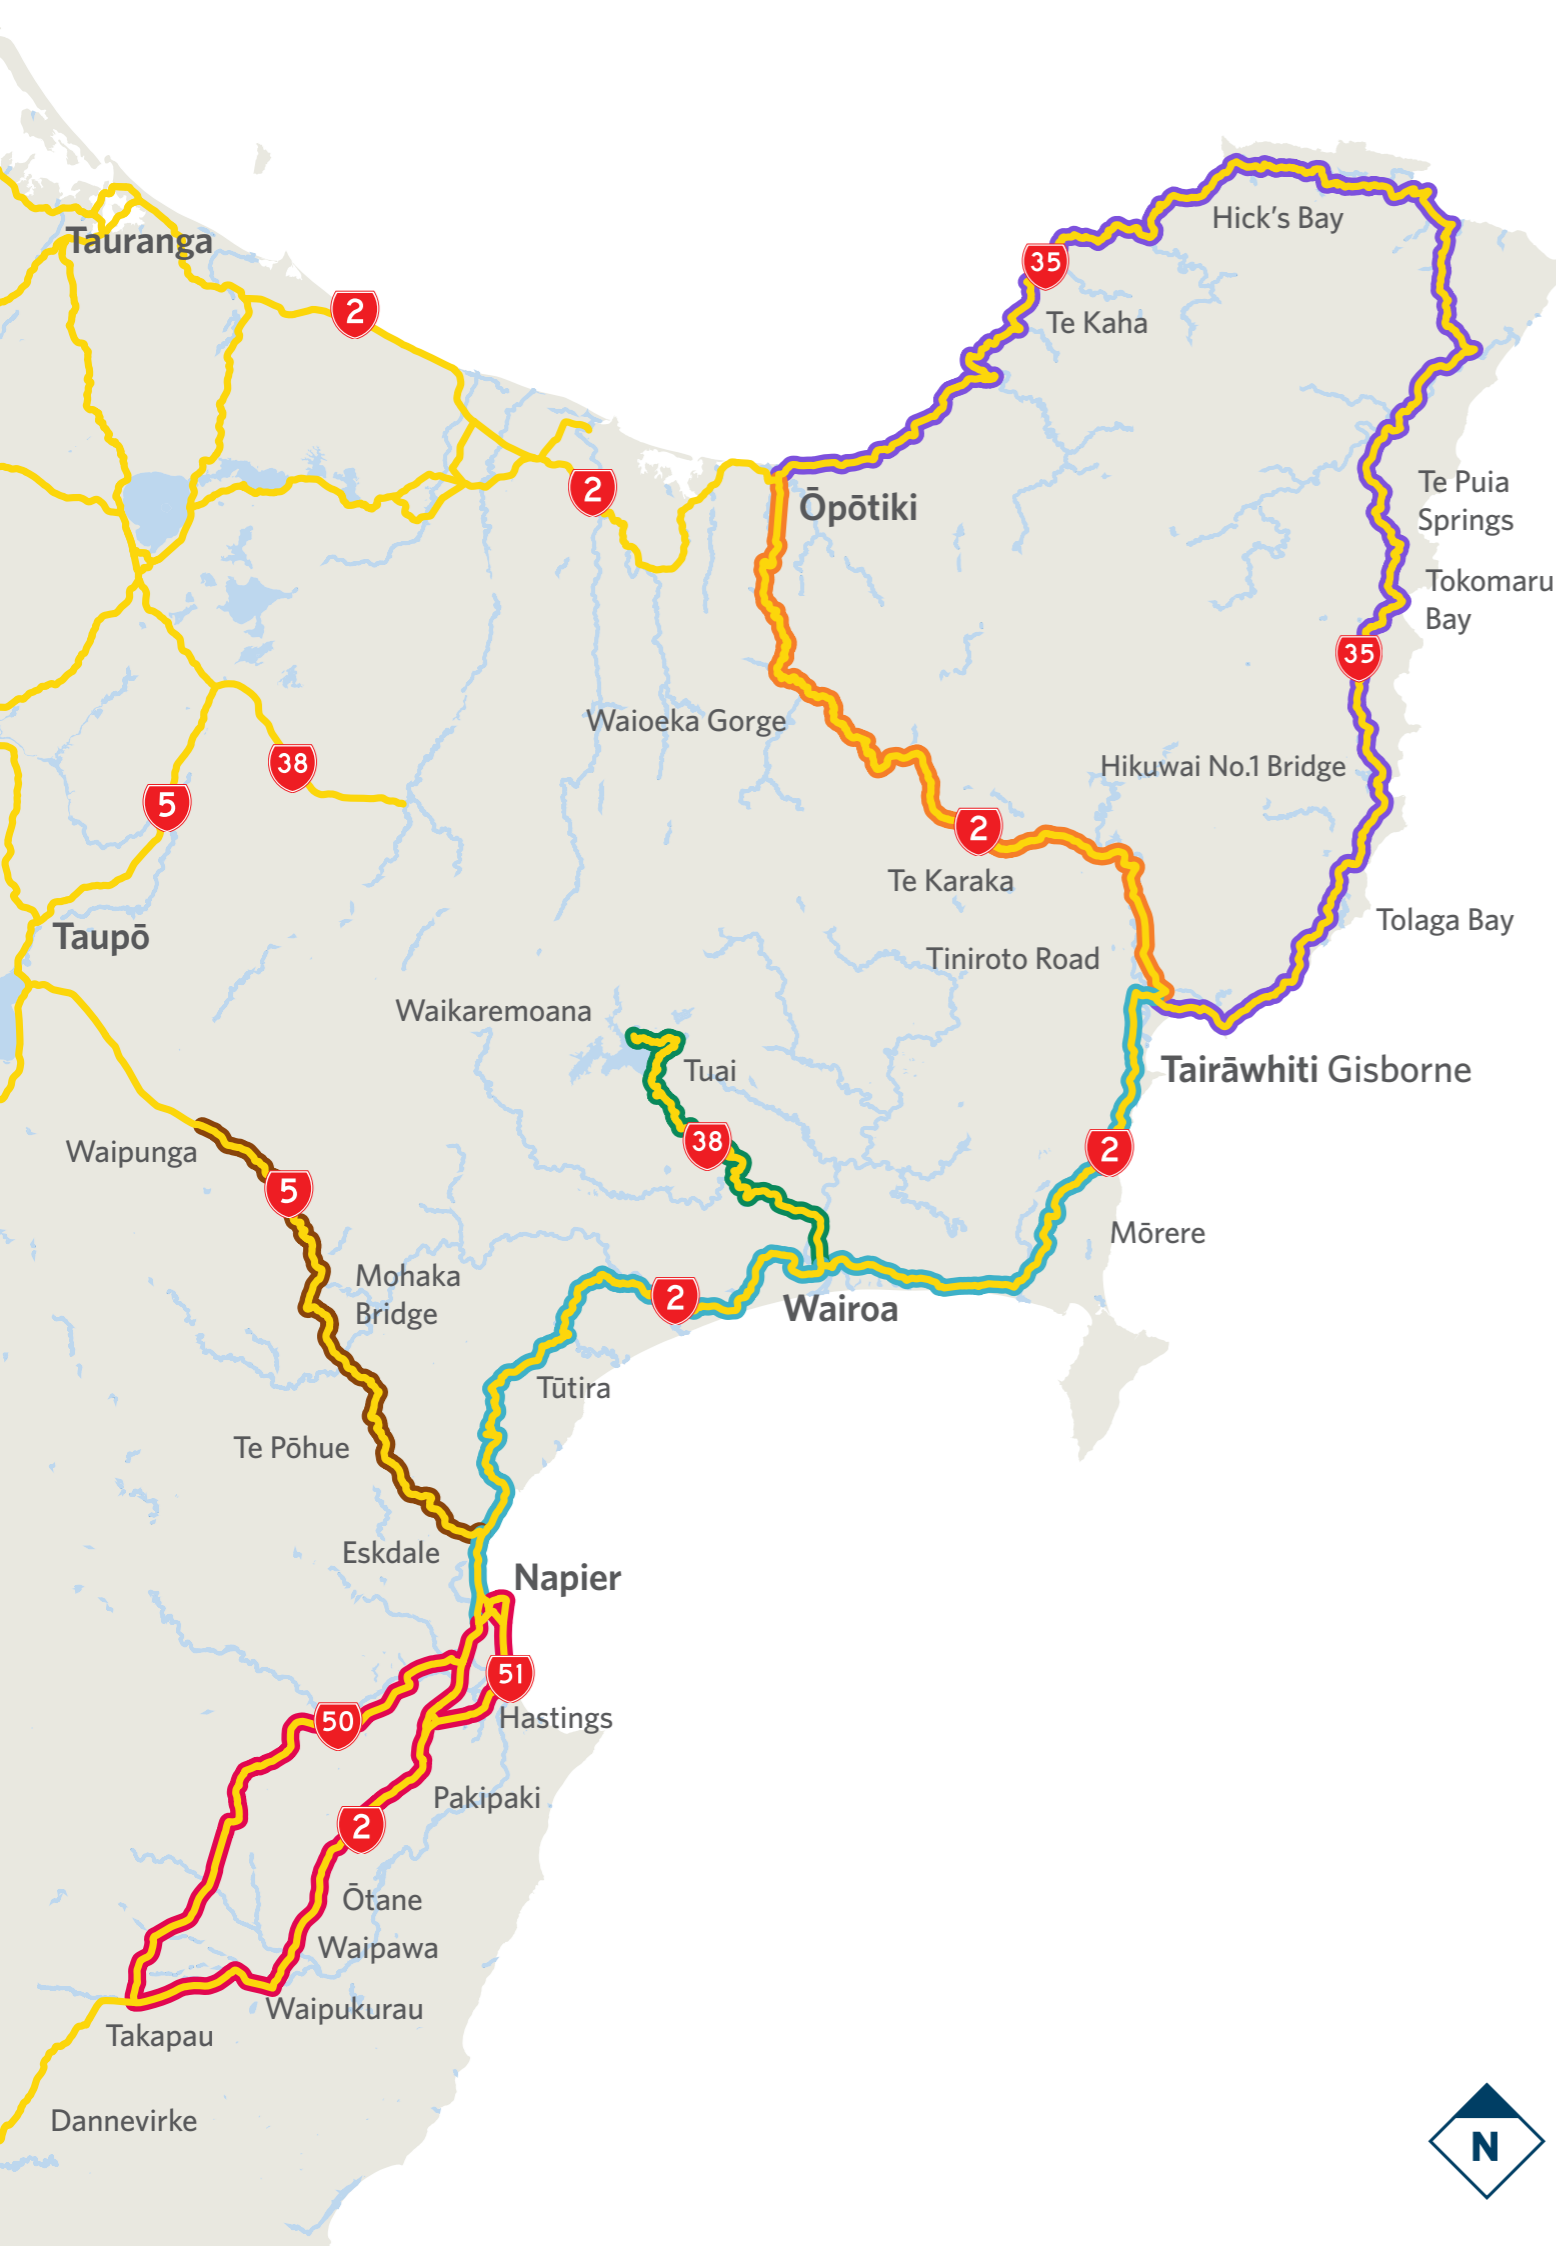 Tauranga
2
Hick's Bay
35
Te Kaha
2
Ōpōtiki
Te Puia
Springs
Tokomaru
Bay
35
Waioeka Gorge
38
Hikuwai No.1 Bridge
5
2
Te Karaka
Tolaga Bay
Taupō
Tiniroto Road
Waikaremoana
Tuai
Tairāwhiti Gisborne
38
2
Waipunga
5
Mōrere
Mohaka
Bridge
2
Wairoa
Tūtira
Te Pōhue
Eskdale
Napier
51
50
Hastings
Pakipaki
2
Ōtane
Waipawa
Waipukurau
Takapau
Dannevirke
N